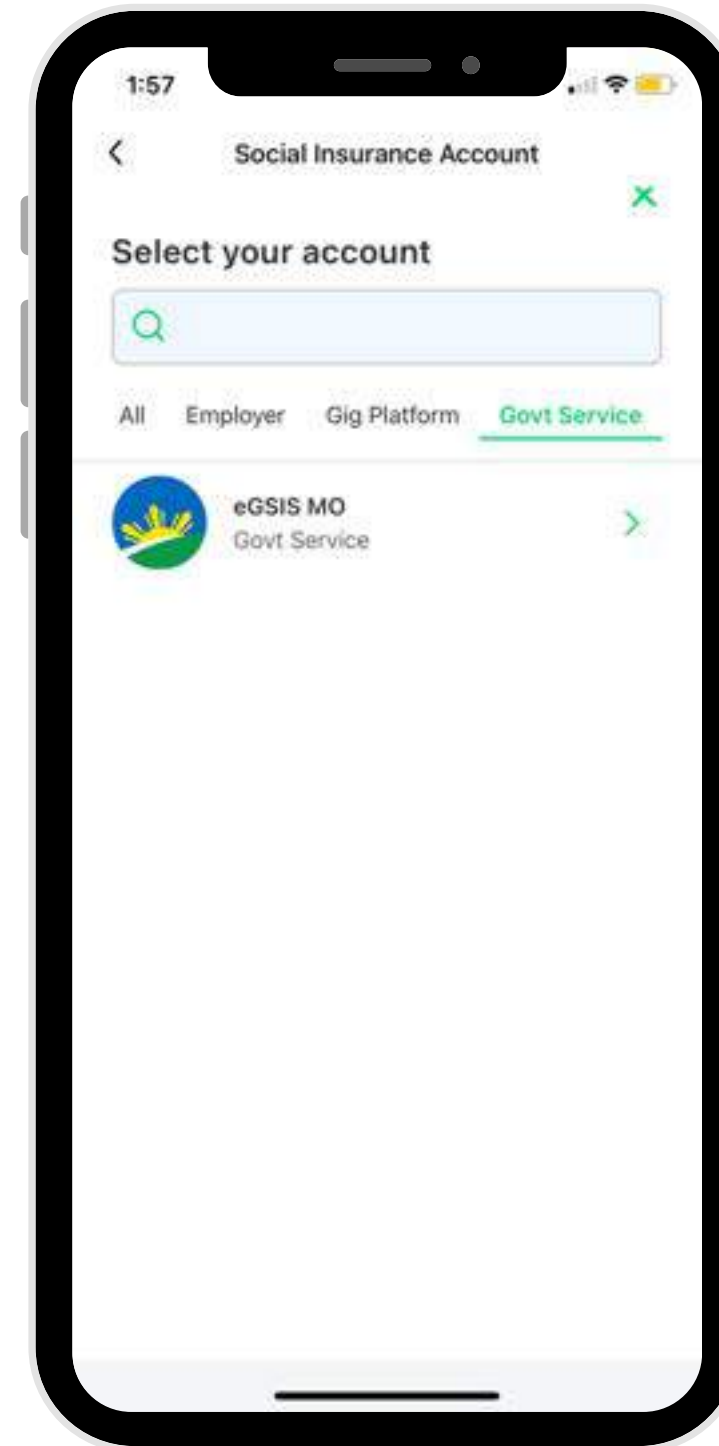 1:57
Social Insurance Account
Select your account
All Employer Gig Platform Govt Service
eGSIS MO
Govt Service